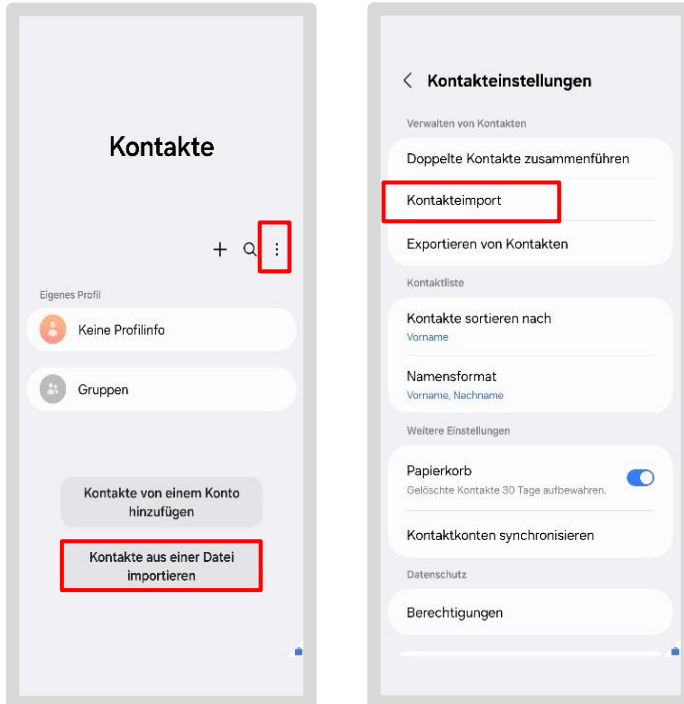 Kontakte
Eigenes Profil
Keine Profilinfo
Gruppen
Kontakte von einem Konto
hinzufügen
Kontakte aus einer Datei
importieren
Kontakteinstellungen
Verwalten von Kontakten
Doppelte Kontakte zusammenführen
Kontakteimport
Exportieren von Kontakten
Kontaktliste
Kontakte sortieren nach
Vorname
Namensformat
Vorname, Nachname
Weitere Einstellungen
Papierkorb
Gelöschte Kontakte 30 Tage aufbewahren.
Kontaktkonten synchronisieren
Datenschutz
Berechtigungen